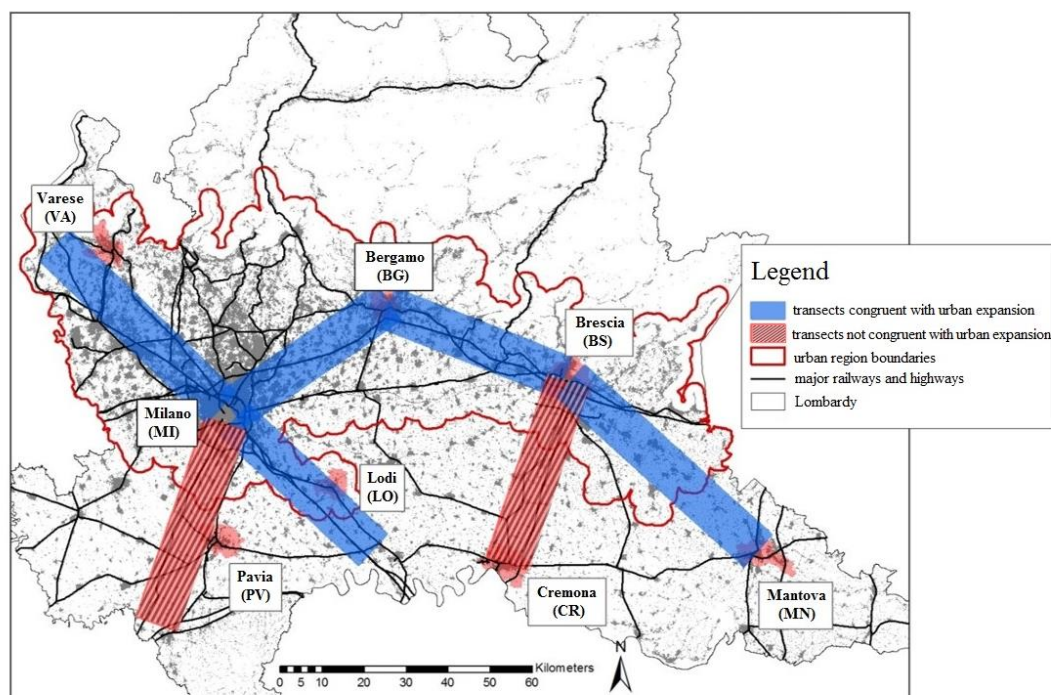 Varese
(VA)
Bergamo
(BG)
Brescia
(BS)
Milano
(MI)
Lodi
(LO)
Pavia
(PV)
Cremona
(CR)
Mantova
(MN)
Legend
transects congruent with urban expansion
transects not congruent with urban expansion
urban region boundaries
major railways and highways
Lombardy
N
Kilometers
0 5 10 20 30 40 50 60